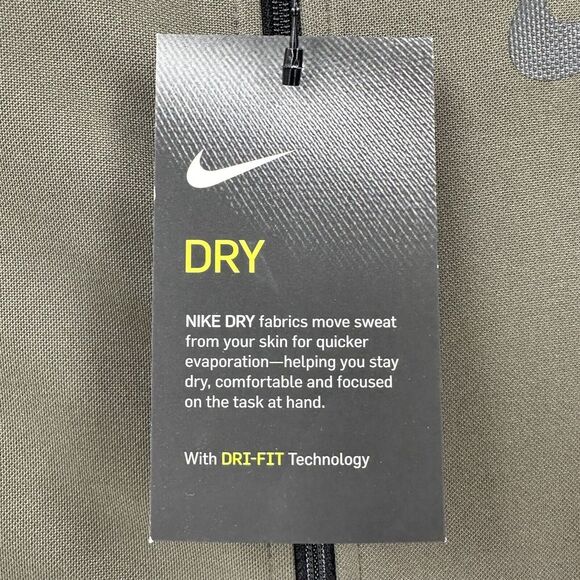 DRY
NIKE DRY fabrics move sweat
from your skin for quicker
evaporation—helping you stay
dry, comfortable and focused
on the task at hand.
With DRI-FIT Technology